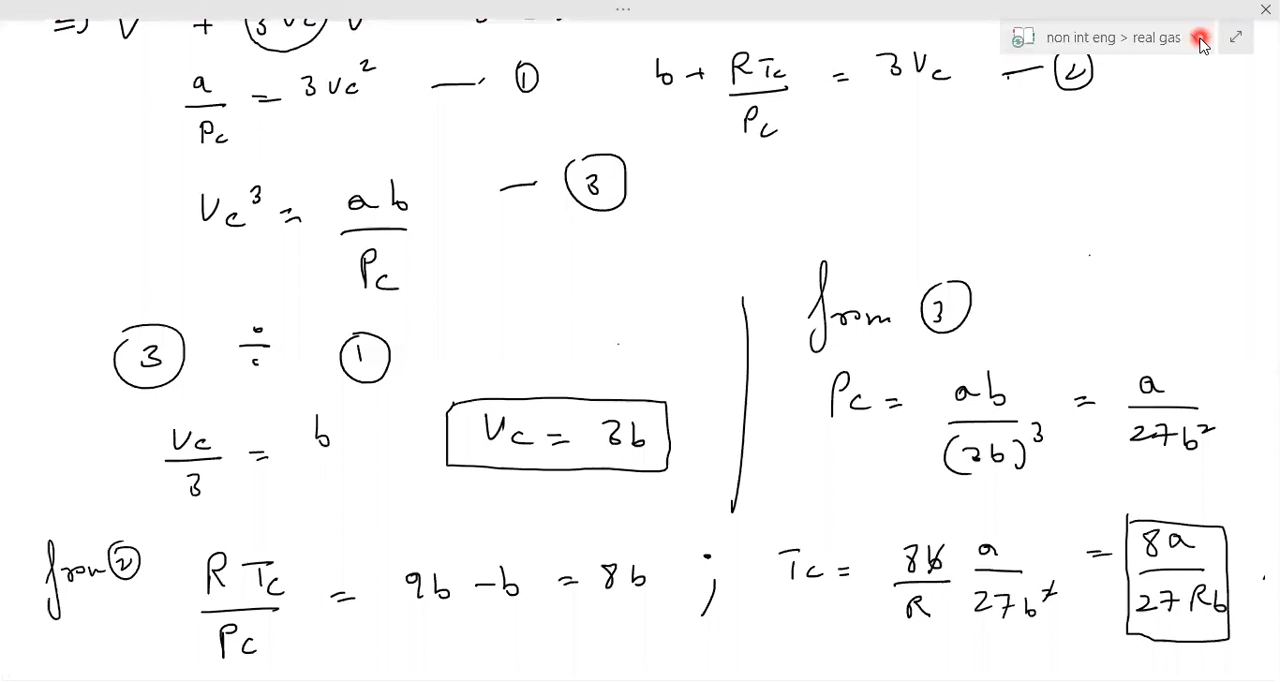 =) V + (3Vc) V
a/Pc = 3Vc² — ①
b + RTc/Pc = 3Vc — ②
non int eng > real gas
Vc³ = ab/Pc — ③
③ ÷ ①
Vc/3 = b
Vc = 3b
from ③
Pc = ab/(3b)³ = a/27b²
from ② RTc/Pc = 9b - b = 8b ; Tc = 8b/R a/27b² = 8a/27Rb